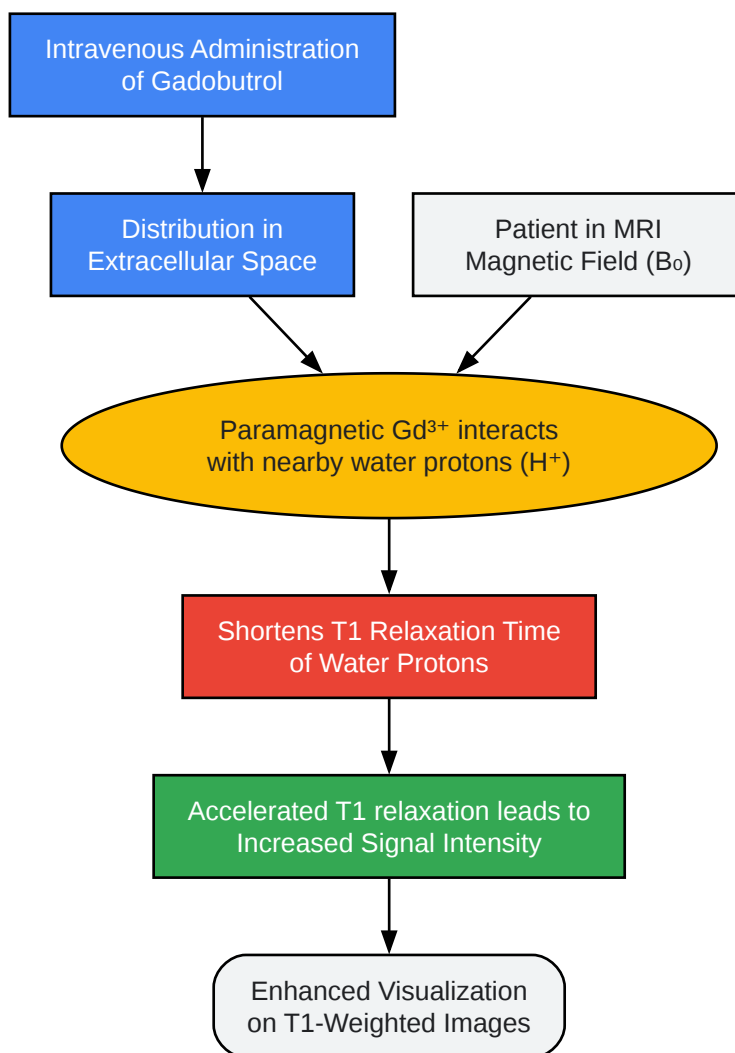 Intravenous Administration
of Gadobutrol
Distribution in
Extracellular Space
Patient in MRI
Magnetic Field (B₀)
Paramagnetic Gd³⁺ interacts
with nearby water protons (H⁺)
Shortens T1 Relaxation Time
of Water Protons
Accelerated T1 relaxation leads to
Increased Signal Intensity
Enhanced Visualization
on T1-Weighted Images